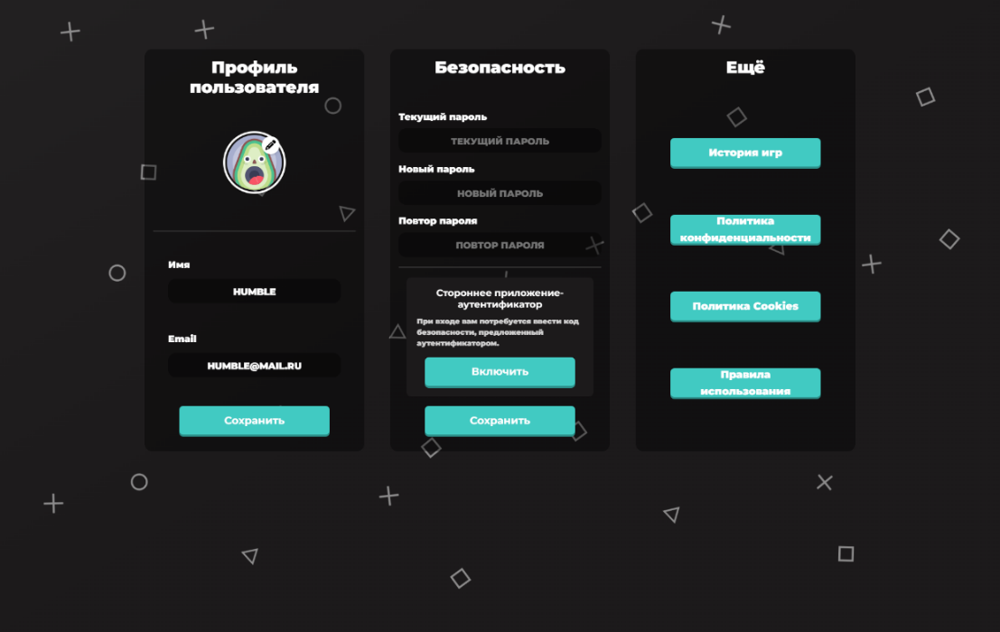 Профиль
пользователя
Имя
HUMBLE
Email
HUMBLE@MAIL.RU
Сохранить
Безопасность
Текущий пароль
ТЕКУЩИЙ ПАРОЛЬ
Новый пароль
НОВЫЙ ПАРОЛЬ
Повтор пароля
ПОВТОР ПАРОЛЯ
Стороннее приложение-
аутентификатор
При входе вам потребуется ввести код
безопасности, предложенный
аутентификатором.
Включить
Сохранить
Ещё
История игр
Политика
конфиденциальности
Политика Cookies
Правила
использования